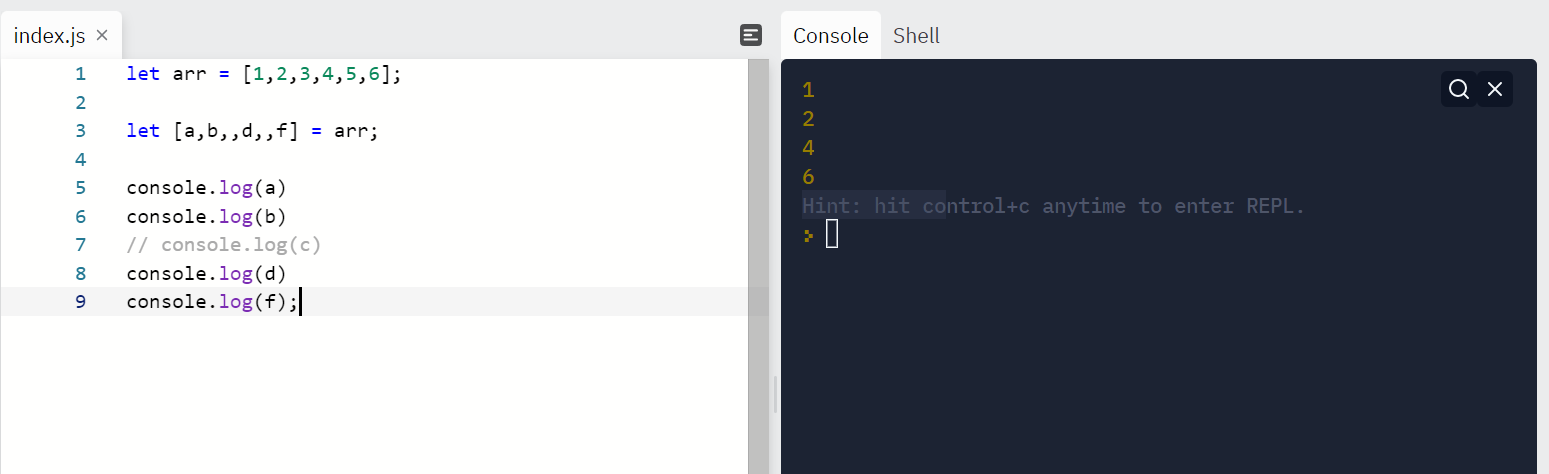 index.js ×
1 let arr = [1,2,3,4,5,6];
2
3 let [a,b,,d,,f] = arr;
4
5 console.log(a)
6 console.log(b)
7 // console.log(c)
8 console.log(d)
9 console.log(f);
Console Shell
1
2
4
6
Hint: hit control+c anytime to enter REPL.
>